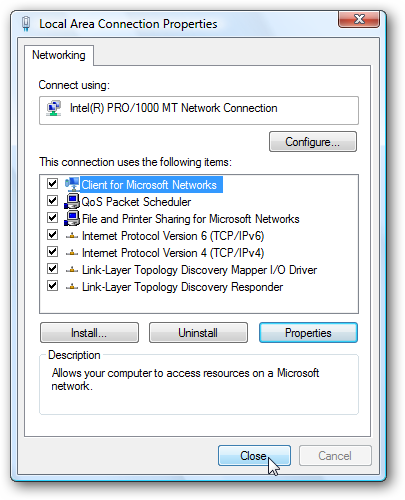 Local Area Connection Properties
Networking
Connect using:
Intel(R) PRO/1000 MT Network Connection
Configure...
This connection uses the following items:
Client for Microsoft Networks
QoS Packet Scheduler
File and Printer Sharing for Microsoft Networks
Internet Protocol Version 6 (TCP/IPv6)
Internet Protocol Version 4 (TCP/IPv4)
Link-Layer Topology Discovery Mapper I/O Driver
Link-Layer Topology Discovery Responder
Install... Uninstall Properties
Description
Allows your computer to access resources on a Microsoft
network.
Close Cancel